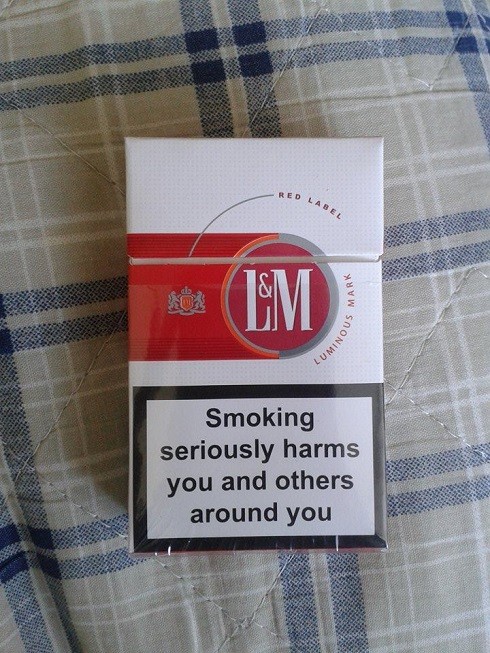 RED LABEL
L&M
LUMINOUS MARK
Smoking
seriously harms
you and others
around you